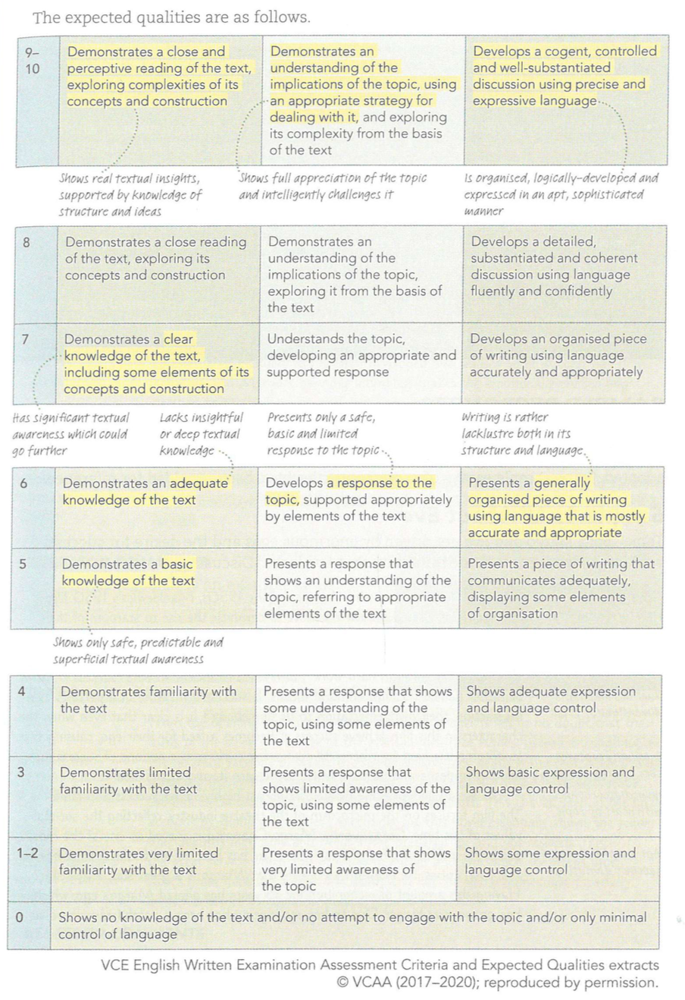 The expected qualities are as follows.
9–
10
Demonstrates a close and
perceptive reading of the text,
exploring complexities of its
concepts and construction
Demonstrates an
understanding of the
implications of the topic, using
an appropriate strategy for
dealing with it, and exploring
its complexity from the basis
of the text
Develops a cogent, controlled
and well-substantiated
discussion using precise and
expressive language
Shows real textual insights,
supported by knowledge of
structure and ideas
Shows full appreciation of the topic
and intelligently challenges it
Is organised, logically-developed and
expressed in an apt, sophisticated
manner
8
Demonstrates a close reading
of the text, exploring its
concepts and construction
Demonstrates an
understanding of the
implications of the topic,
exploring it from the basis of
the text
Develops a detailed,
substantiated and coherent
discussion using language
fluently and confidently
7
Demonstrates a clear
knowledge of the text,
including some elements of its
concepts and construction
Understands the topic,
developing an appropriate and
supported response
Develops an organised piece
of writing using language
accurately and appropriately
Has significant textual
awareness which could
go further
Lacks insightful
or deep textual
knowledge
Presents only a safe,
basic and limited
response to the topic
Writing is rather
lacklustre both in its
structure and language
6
Demonstrates an adequate
knowledge of the text
Develops a response to the
topic, supported appropriately
by elements of the text
Presents a generally
organised piece of writing
using language that is mostly
accurate and appropriate
5
Demonstrates a basic
knowledge of the text
Presents a response that
shows an understanding of the
topic, referring to appropriate
elements of the text
Presents a piece of writing that
communicates adequately,
displaying some elements
of organisation
Shows only safe, predictable and
superficial textual awareness
4
Demonstrates familiarity with
the text
Presents a response that shows
some understanding of the
topic, using some elements of
the text
Shows adequate expression
and language control
3
Demonstrates limited
familiarity with the text
Presents a response that
shows limited awareness of the
topic, using some elements of
the text
Shows basic expression and
language control
1–2
Demonstrates very limited
familiarity with the text
Presents a response that shows
very limited awareness of
the topic
Shows some expression and
language control
0
Shows no knowledge of the text and/or no attempt to engage with the topic and/or only minimal
control of language
VCE English Written Examination Assessment Criteria and Expected Qualities extracts
© VCAA (2017–2020); reproduced by permission.